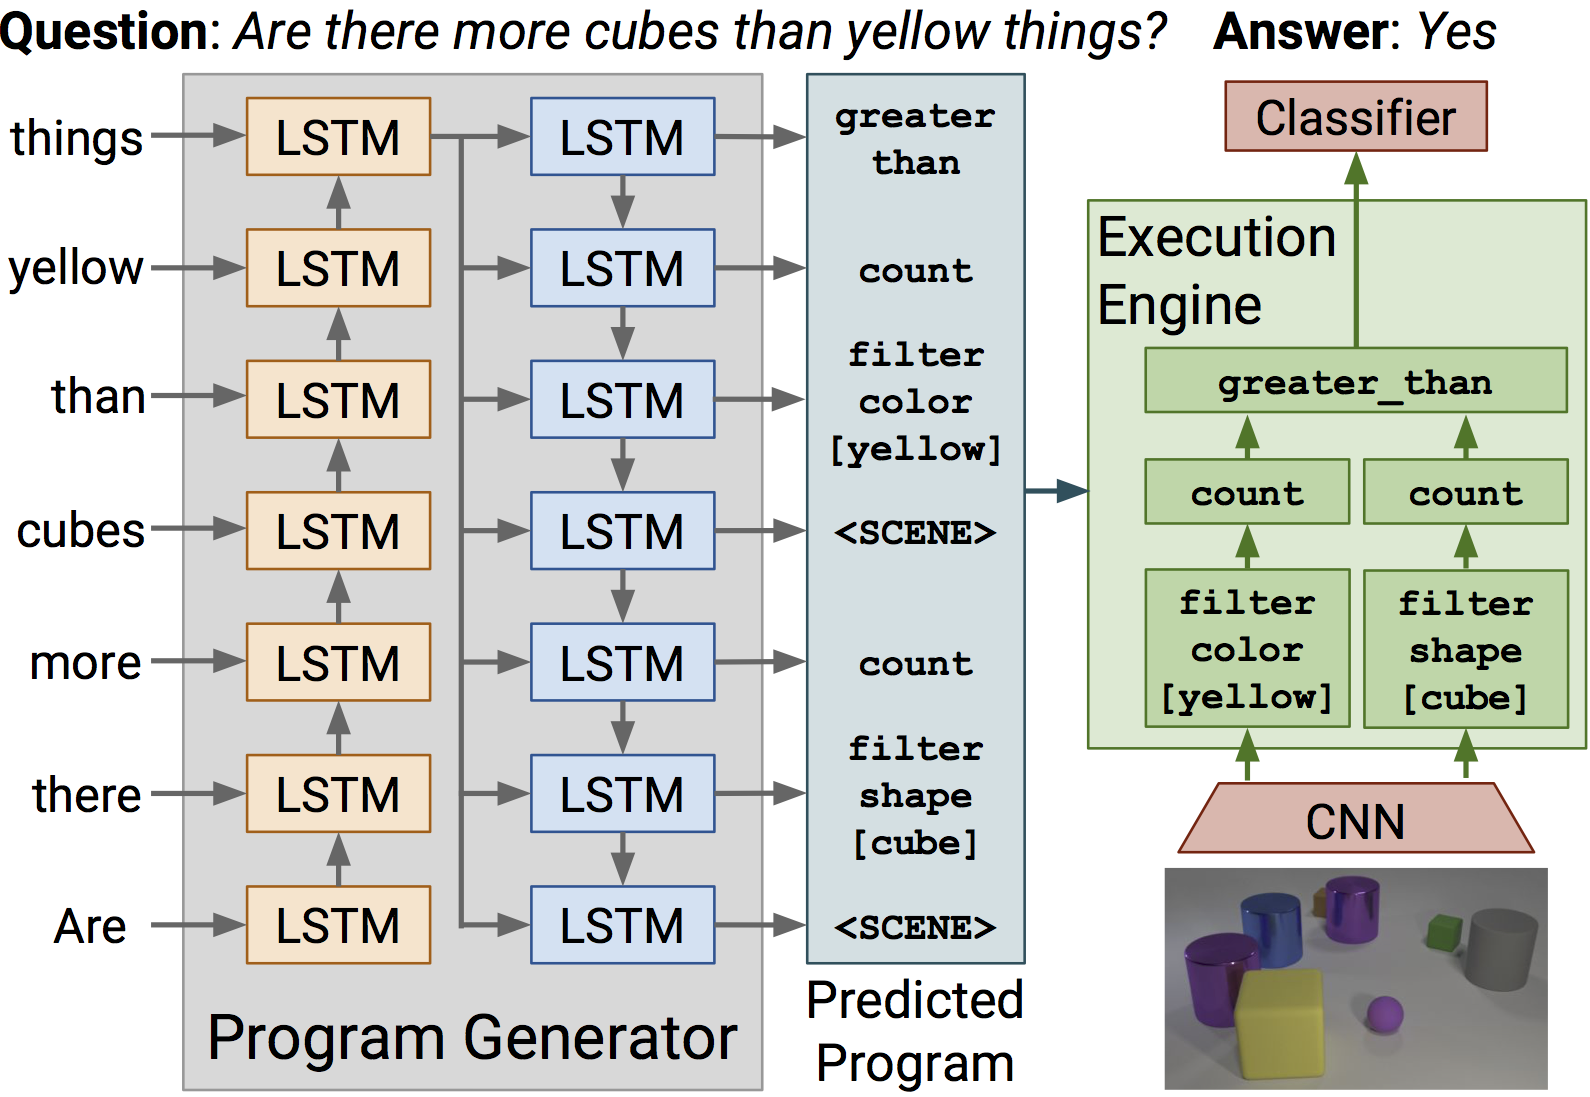 Question: Are there more cubes than yellow things? Answer: Yes
things
yellow
than
cubes
more
there
Are
LSTM
LSTM
LSTM
LSTM
LSTM
LSTM
LSTM
LSTM
LSTM
LSTM
LSTM
LSTM
LSTM
LSTM
Program Generator
greater
than
count
filter
color
[yellow]
<SCENE>
count
filter
shape
[cube]
<SCENE>
Predicted
Program
Classifier
Execution
Engine
greater_than
count
count
filter
color
[yellow]
filter
shape
[cube]
CNN